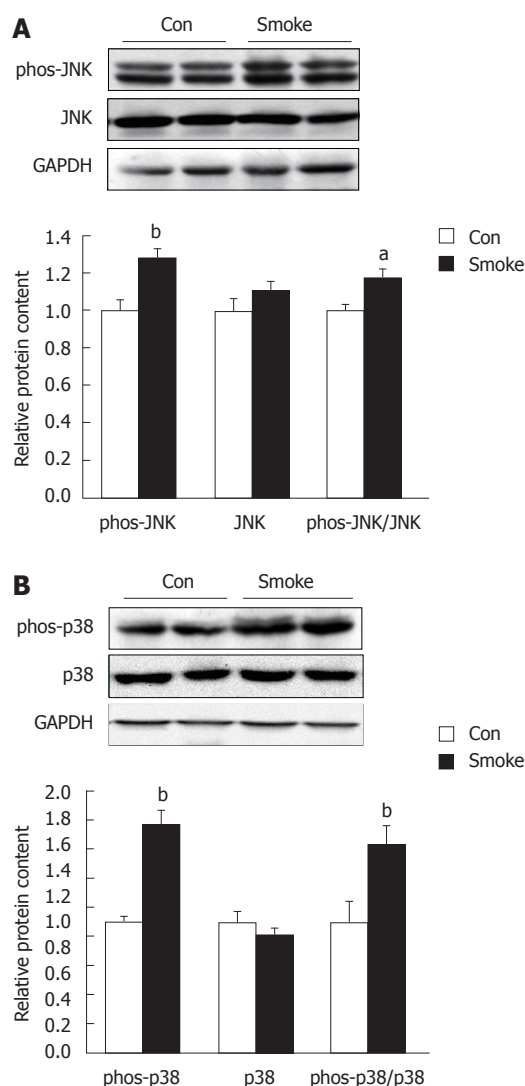 A
Con Smoke
phos-JNK
JNK
GAPDH
Relative protein content
1.4
1.2
1.0
0.8
0.6
0.4
0.2
0.0
b
a
Con
Smoke
phos-JNK JNK phos-JNK/JNK
B
Con Smoke
phos-p38
p38
GAPDH
Relative protein content
2.0
1.8
1.6
1.4
1.2
1.0
0.8
0.6
0.4
0.2
0.0
b
b
Con
Smoke
phos-p38 p38 phos-p38/p38